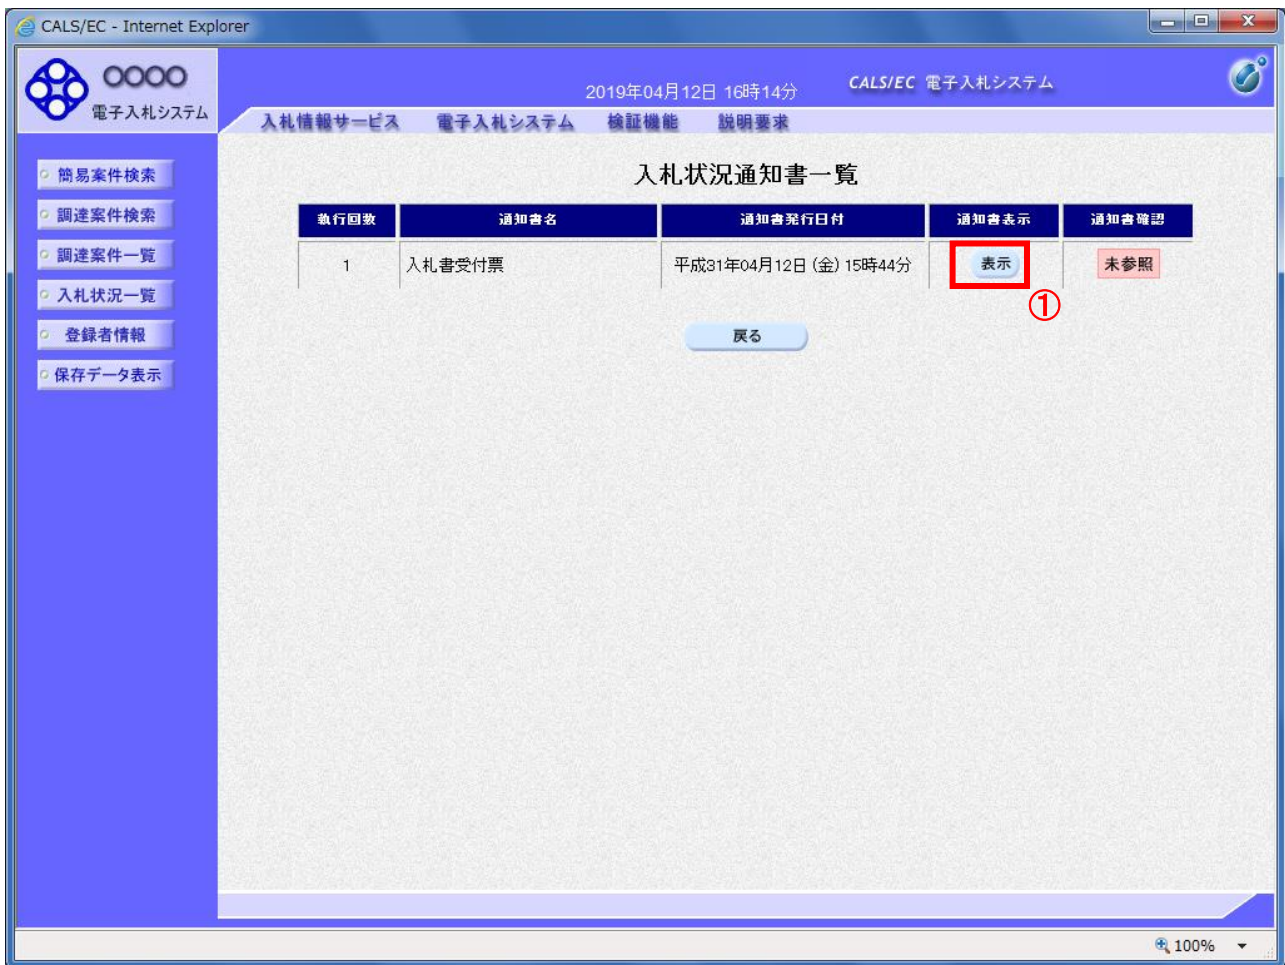 CALS/EC - Internet Explorer
〇〇〇〇
電子入札システム
2019年04月12日 16時14分
CALS/EC 電子入札システム
入札情報サービス 電子入札システム 検証機能 説明要求
簡易案件検索
調達案件検索
調達案件一覧
入札状況一覧
登録者情報
保存データ表示
入札状況通知書一覧
執行回数 通知書名 通知書発行日付 通知書表示 通知書確認
1 入札書受付票 平成31年04月12日(金) 15時44分 表示 未参照
①
戻る
100%